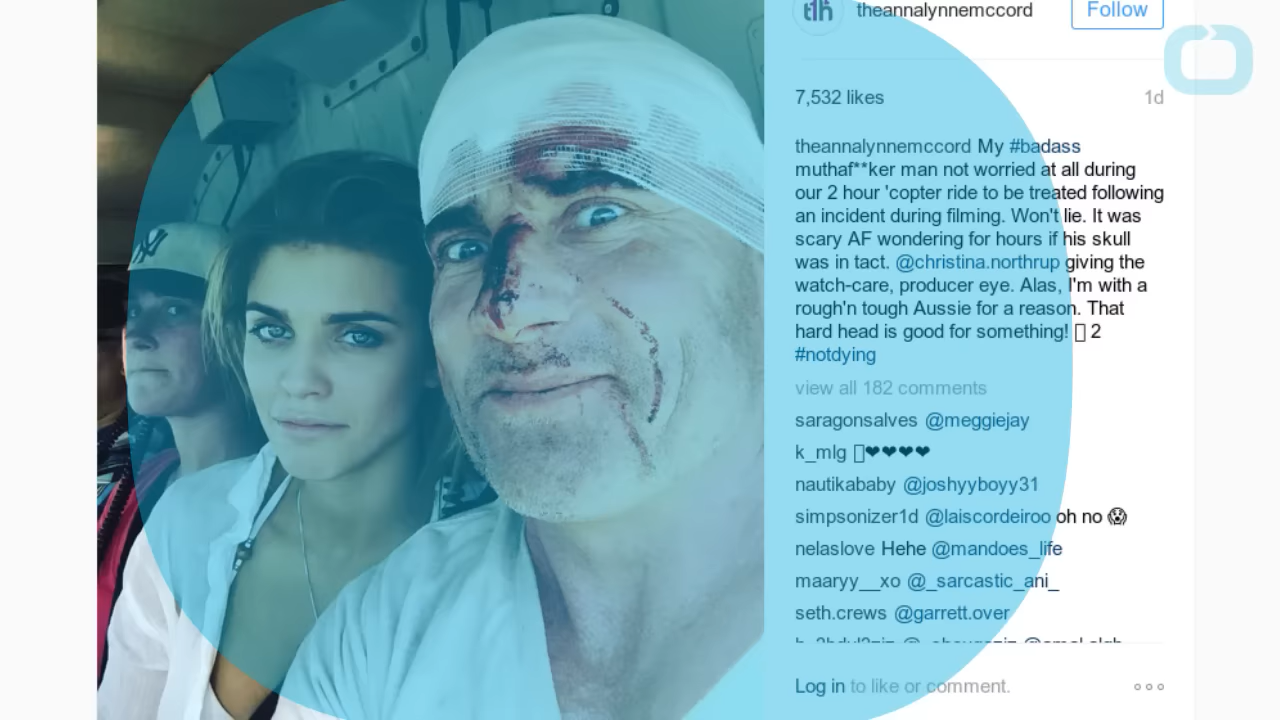 theannalynnemccord
Follow
7,532 likes
1d
theannalynnemccord My #badass
muthaf**ker man not worried at all during
our 2 hour 'copter ride to be treated following
an incident during filming. Won't lie. It was
scary AF wondering for hours if his skull
was in tact. @christina.northrup giving the
watch-care, producer eye. Alas, I'm with a
rough'n tough Aussie for a reason. That
hard head is good for something! 2
#notdying
view all 182 comments
saragonsalves @meggiejay
k_mlg ❤❤❤❤
nautikababy @joshyyboyy31
simpsonizer1d @laiscordeiroo oh no 😱
nelaslove Hehe @mandoes_life
maaryy__xo @_sarcastic_ani_
seth.crews @garrett.over
Log in to like or comment.